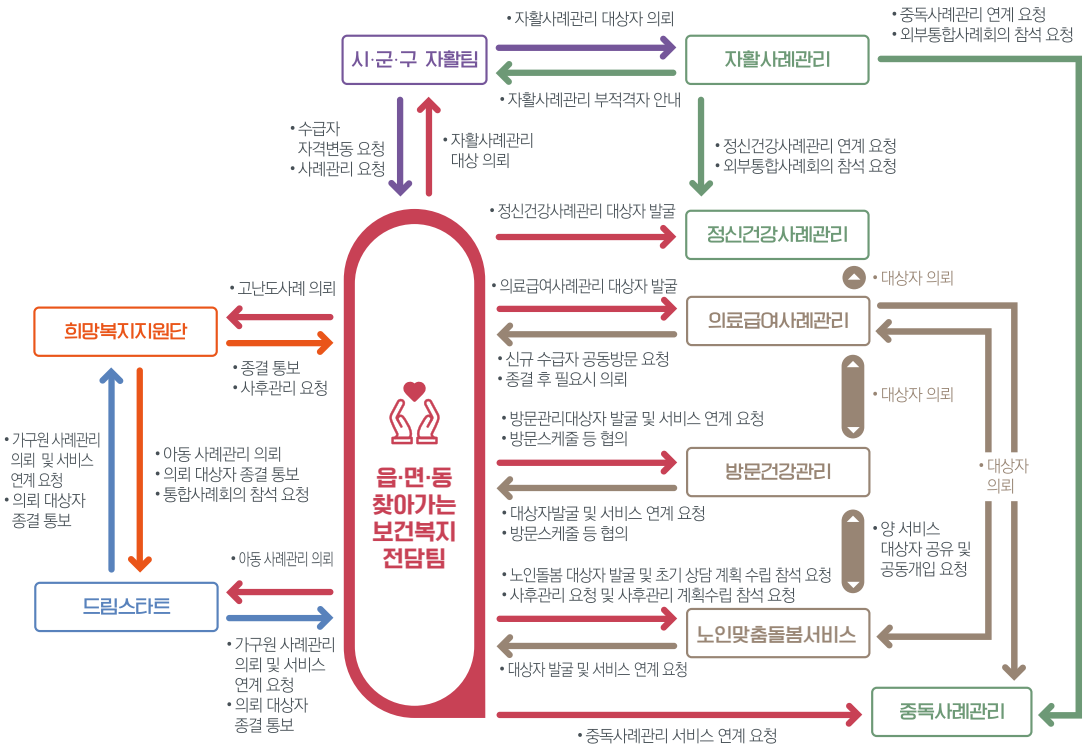 • 자활사례관리 대상자 의뢰
• 중독사례관리 연계 요청
• 외부통합사례회의 참석 요청
시·군·구 자활팀
자활사례관리
• 자활사례관리 부적격자 안내
• 수급자
자격변동 요청
• 사례관리 요청
• 자활사례관리
대상 의뢰
• 정신건강사례관리 연계 요청
• 외부통합사례회의 참석 요청
• 정신건강사례관리 대상자 발굴
정신건강사례관리
• 고난도사례 의뢰
• 의료급여사례관리 대상자 발굴
• 대상자 의뢰
희망복지지원단
의료급여사례관리
• 종결 통보
• 사후관리 요청
• 신규 수급자 공동방문 요청
• 종결 후 필요시 의뢰
• 대상자 의뢰
• 가구원 사례관리
의뢰 및 서비스
연계 요청
• 의뢰 대상자
종결 통보
• 아동 사례관리 의뢰
• 의뢰 대상자 종결 통보
• 통합사례회의 참석 요청
읍·면·동
찾아가는
보건복지
전담팀
• 방문관리대상자 발굴 및 서비스 연계 요청
• 방문스케줄 등 협의
방문건강관리
• 대상자
의뢰
• 대상자발굴 및 서비스 연계 요청
• 방문스케줄 등 협의
• 양 서비스
대상자 공유 및
공동개입 요청
• 아동 사례관리 의뢰
드림스타트
• 노인돌봄 대상자 발굴 및 초기 상담 계획 수립 참석 요청
• 사후관리 요청 및 사후관리 계획수립 참석 요청
노인맞춤돌봄서비스
• 가구원 사례관리
의뢰 및 서비스
연계 요청
• 의뢰 대상자
종결 통보
• 대상자 발굴 및 서비스 연계 요청
중독사례관리
• 중독사례관리 서비스 연계 요청